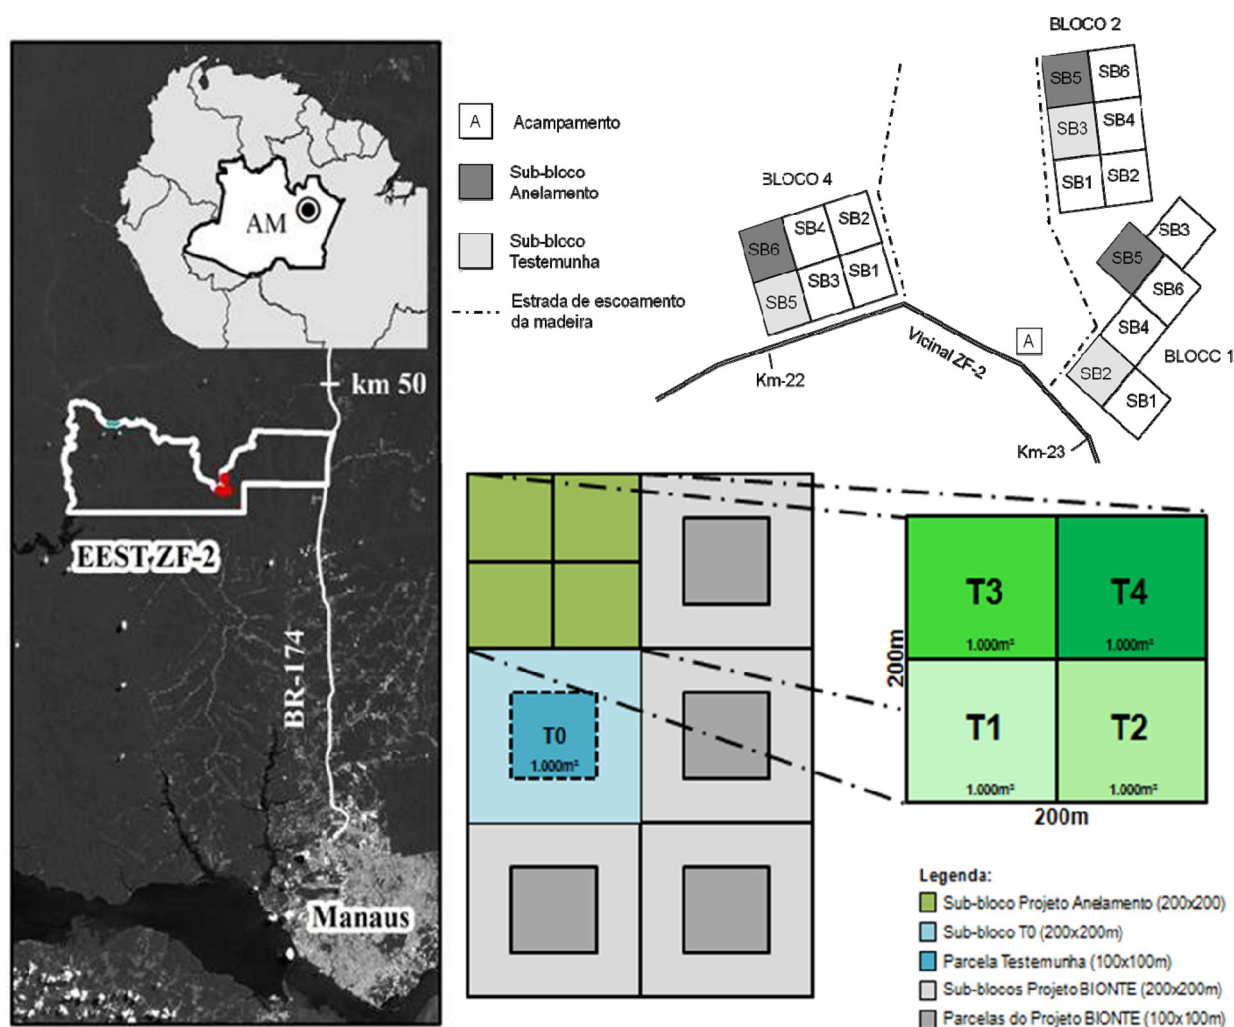 AM
km 50
EEST-ZF-2
BR-174
Manaus
A
Acampamento
Sub-bloco
Anelamento
Sub-bloco
Testemunha
Estrada de escoamento
da madeira
BLOCO 4
SB6
SB4
SB2
SB5
SB3
SB1
BLOCO 2
SB5
SB6
SB3
SB4
SB1
SB2
SB3
SB5
SB6
SB4
BLOCC 1
SB2
SB1
A
Vicinal ZF-2
Km-22
Km-23
T0
1.000m²
T3
1.000m²
T4
1.000m²
T1
1.000m²
T2
1.000m²
200m
200m
Legenda:
Sub-bloco Projeto Anelamento (200x200)
Sub-bloco T0 (200x200m)
Parcela Testemunha (100x100m)
Sub-blocos Projeto BIONTE (200x200m)
Parcelas do Projeto BIONTE (100x100m)